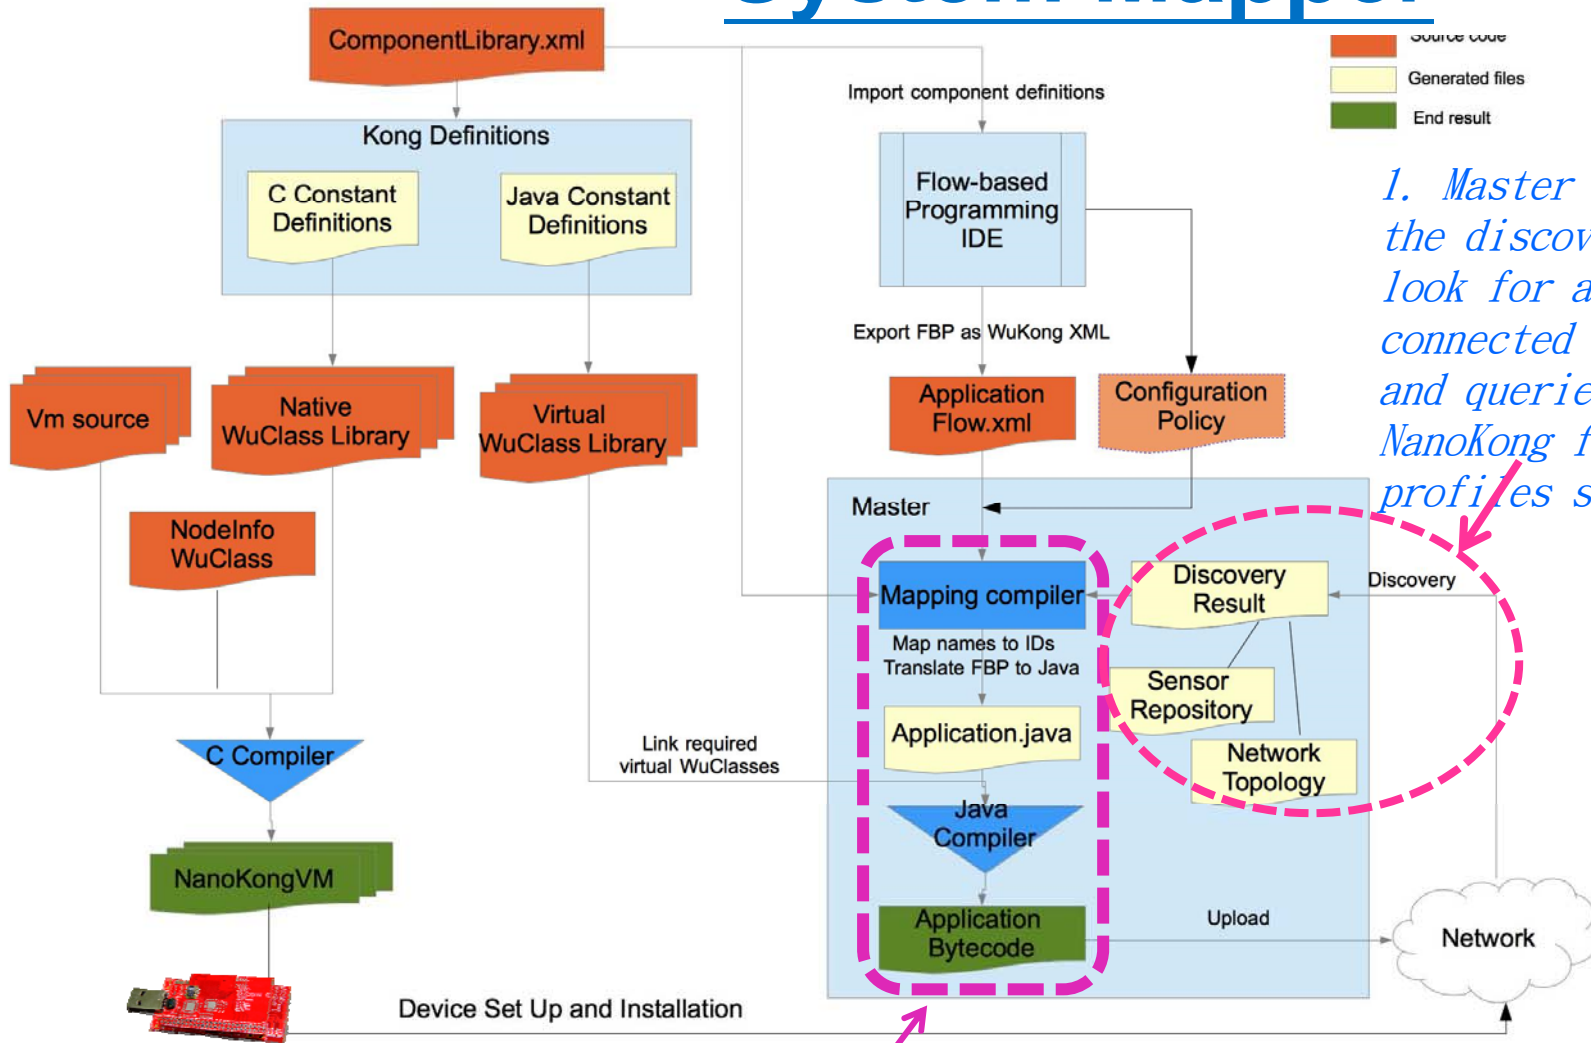 System Mapper
ComponentLibrary.xml
Source code
Generated files
End result
Import component definitions
Kong Definitions
C Constant
Definitions
Java Constant
Definitions
Flow-based
Programming
IDE
1. Master
the discov
look for a
connected
and querie
NanoKong f
profiles s
Export FBP as WuKong XML
Vm source
Native
WuClass Library
Virtual
WuClass Library
Application
Flow.xml
Configuration
Policy
Master
NodeInfo
WuClass
Mapping compiler
Discovery
Result
Discovery
Map names to IDs
Translate FBP to Java
Sensor
Repository
Application.java
Network
Topology
Link required
virtual WuClasses
C Compiler
Java
Compiler
NanoKongVM
Application
Bytecode
Upload
Network
Device Set Up and Installation